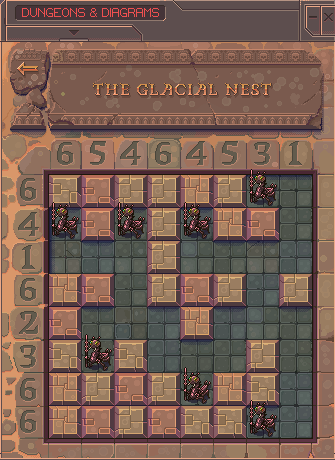 DUNGEONS & DIAGRAMS
THE GLACIAL NEST
6 5 4 6 4 5 3 1
6
4
1
6
2
3
6
6